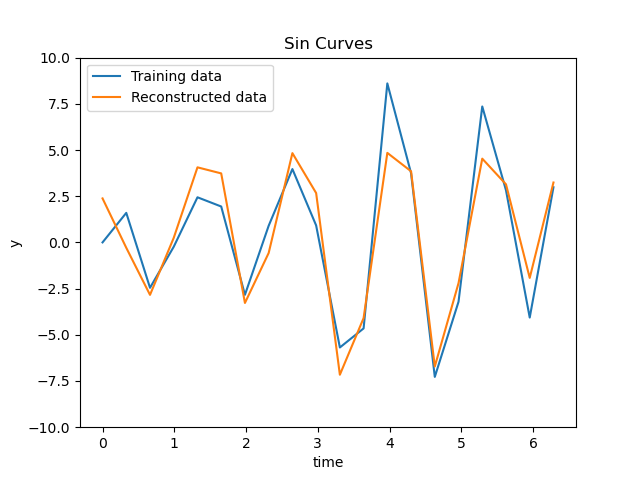 Sin Curves
Training data
Reconstructed data
10.0
7.5
5.0
2.5
0.0
−2.5
−5.0
−7.5
−10.0
y
0 1 2 3 4 5 6
time